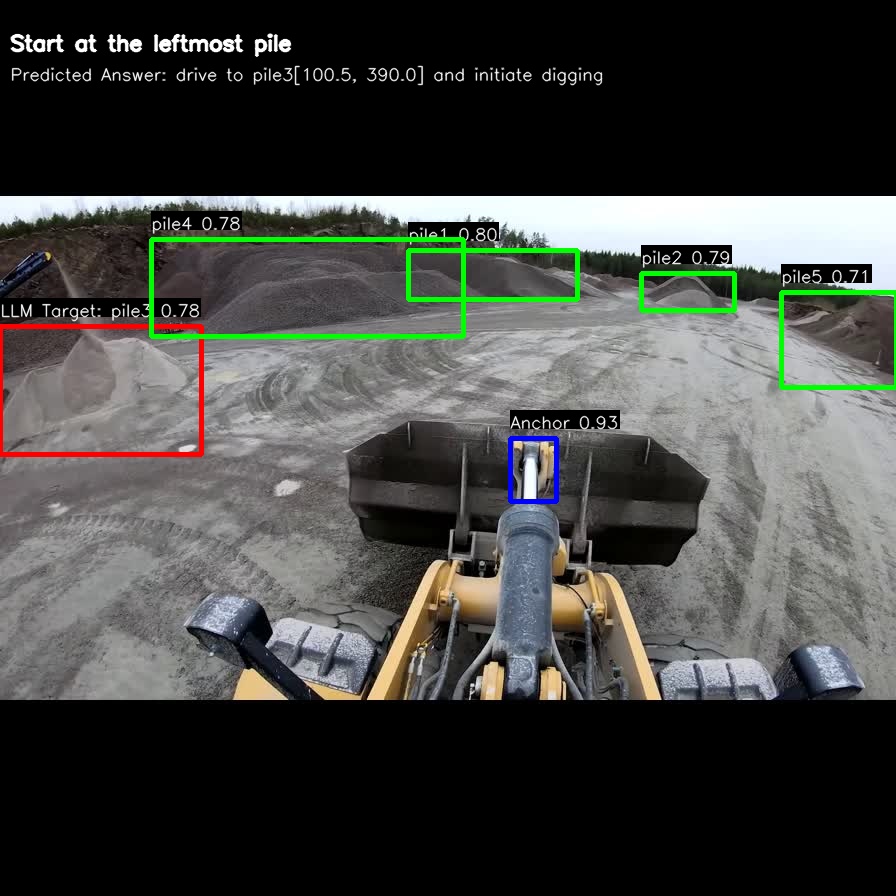 Start at the leftmost pile
Predicted Answer: drive to pile3[100.5, 390.0] and initiate digging
pile4 0.78
pile1 0.80
pile2 0.79
pile5 0.71
LLM Target: pile3 0.78
Anchor 0.93